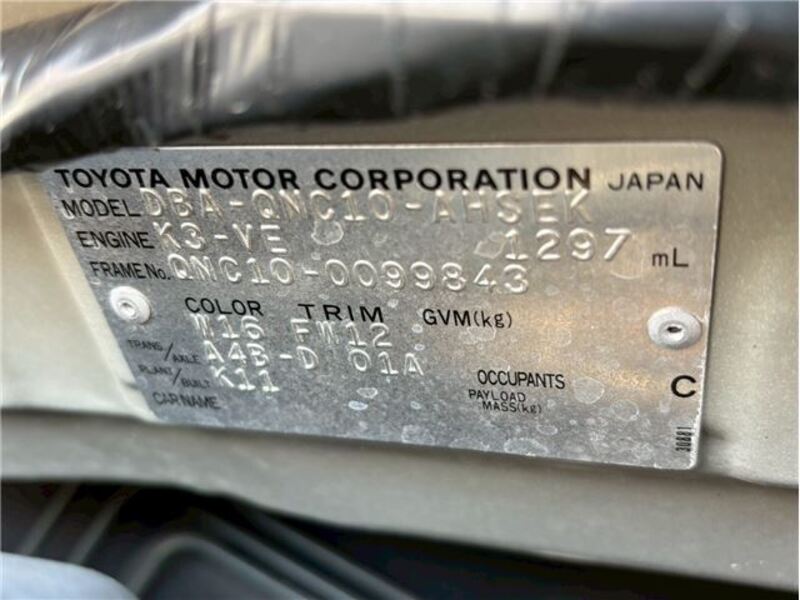 TOYOTA MOTOR CORPORATION JAPAN
MODEL DBA-QNC10-AHSEK
ENGINE K3-VE 1297 mL
FRAME No. QNC10-0099843
COLOR TRIM GVM(kg)
W16 FW12
TRANS/AXLE A4B-D 01A
PLANT/BUILT K11 OCCUPANTS C
CAR NAME PAYLOAD MASS(kg)
30881